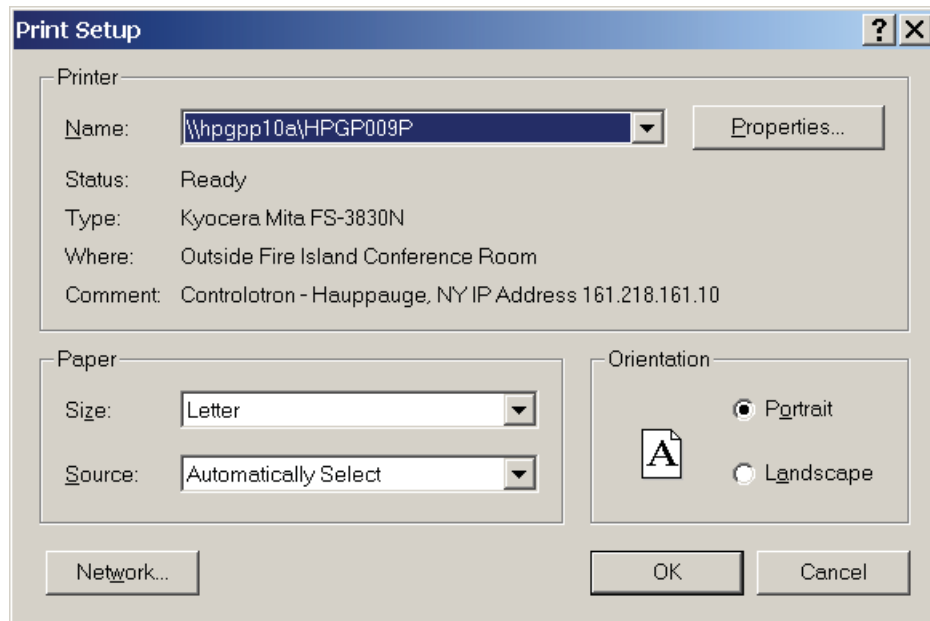 Print Setup
Printer
Name: \\hpgpp10a\HPGP009P Properties...
Status: Ready
Type: Kyocera Mita FS-3830N
Where: Outside Fire Island Conference Room
Comment: Controlotron - Hauppauge, NY IP Address 161.218.161.10
Paper
Size: Letter
Source: Automatically Select
Orientation
A
Portrait
Landscape
Network... OK Cancel